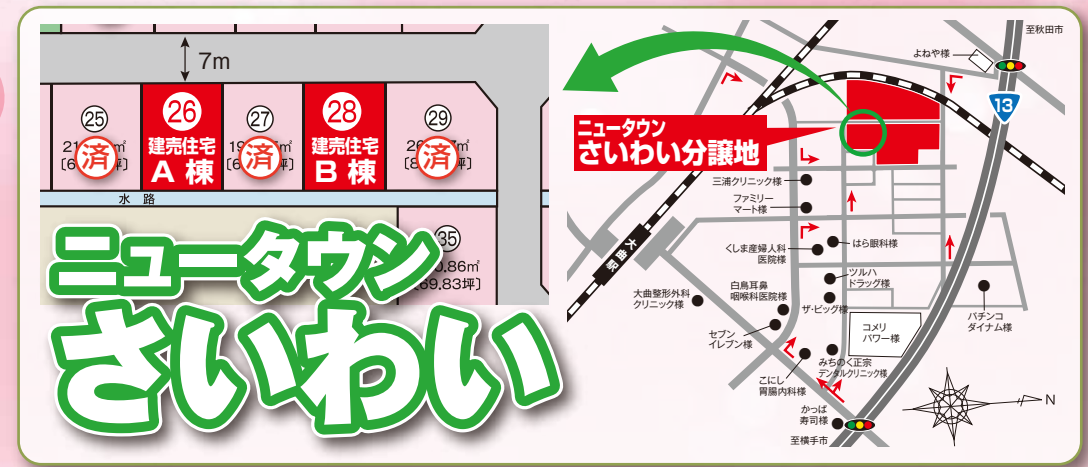 7m
㉕
済
㉖
建売住宅
A 棟
㉗
済
㉘
建売住宅
B 棟
㉙
済
水 路
㉟
.86㎡
69.83坪〕
ニュータウン
さいわい
至秋田市
よねや様
13
ニュータウン
さいわい分譲地
三浦クリニック様
ファミリー
マート様
大曲駅
くしま産婦人科
医院様
はら眼科様
ツルハ
ドラッグ様
白鳥耳鼻
咽喉科医院様
大曲整形外科
クリニック様
ザ・ビッグ様
セブン
イレブン様
コメリ
パワー様
パチンコ
ダイナム様
みちのく正宗
デンタルクリニック様
こにし
胃腸内科様
かっぱ
寿司様
至横手市
N